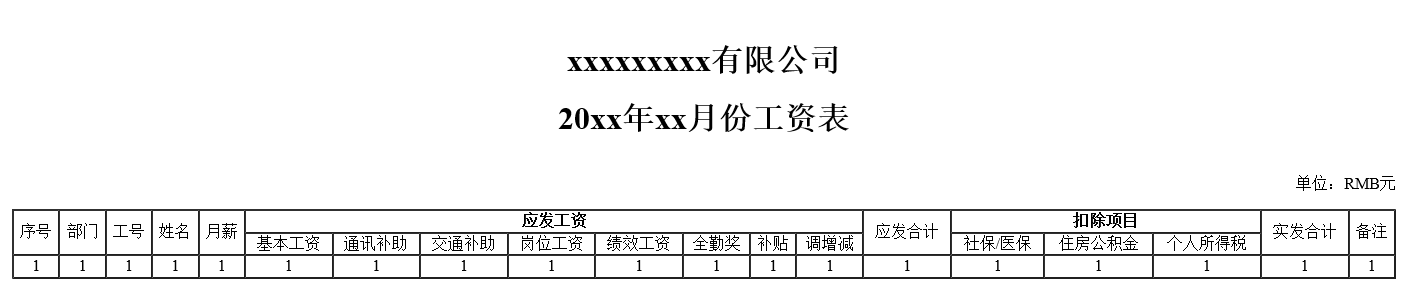 xxxxxxxxx有限公司
20xx年xx月份工资表
单位：RMB元
序号 部门 工号 姓名 月薪 应发工资 应发合计 扣除项目 实发合计 备注
基本工资 通讯补助 交通补助 岗位工资 绩效工资 全勤奖 补贴 调增减 社保/医保 住房公积金 个人所得税
1 1 1 1 1 1 1 1 1 1 1 1 1 1 1 1 1 1 1